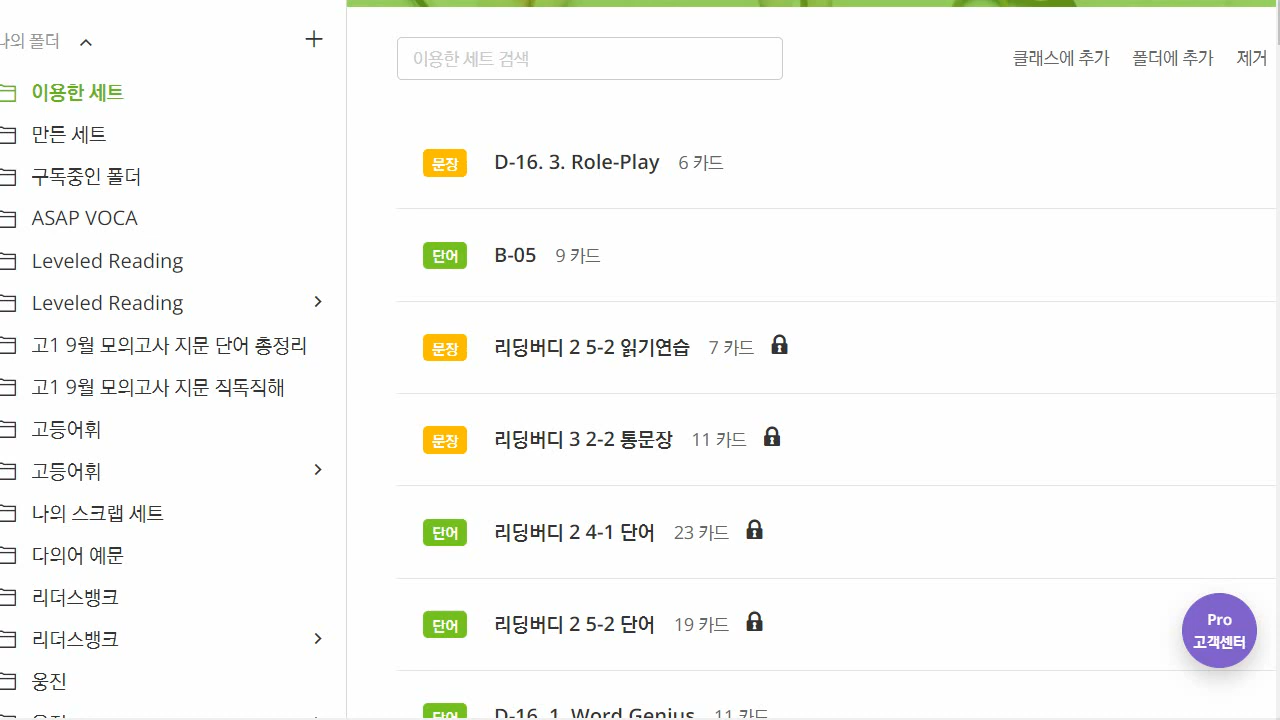 나의 폴더
이용한 세트
만든 세트
구독중인 폴더
ASAP VOCA
Leveled Reading
Leveled Reading
고1 9월 모의고사 지문 단어 총정리
고1 9월 모의고사 지문 직독직해
고등어휘
고등어휘
나의 스크랩 세트
다의어 예문
리더스뱅크
리더스뱅크
웅진
이용한 세트 검색
클래스에 추가 폴더에 추가 제거
문장 D-16. 3. Role-Play 6 카드
단어 B-05 9 카드
문장 리딩버디 2 5-2 읽기연습 7 카드
문장 리딩버디 3 2-2 통문장 11 카드
단어 리딩버디 2 4-1 단어 23 카드
단어 리딩버디 2 5-2 단어 19 카드
단어 D-16. 1. Word Genius 11 카드
Pro
고객센터